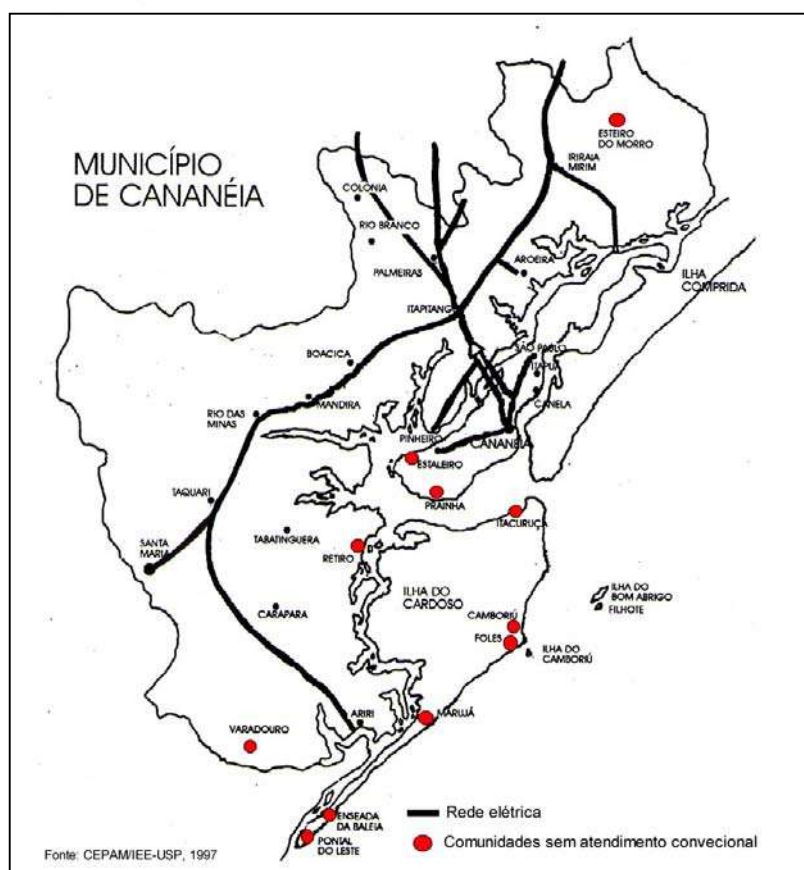 MUNICÍPIO
DE CANANÉIA
ESTEIRO
DO MORRO
IRIRAIA
MIRIM
COLONIA
RIO BRANCO
PALMEIRAS
AROEIRA
ILHA
COMPRIDA
ITAPITANG
SÃO PAULO
ITAPUÃ
BOACICA
CANELA
MANDIRA
RIO DAS
MINAS
PINHEIRO
CANANÉIA
ESTALEIRO
TAQUARI
PRAINHA
ITACURUÇA
SANTA
MARIA
TABATINGUERA
RETIRO
ILHA DO
CARDOSO
ILHA DO
BOM ABRIGO
FILHOTE
CARAPARA
CAMBORIÚ
FOLES
ILHA DO
CAMBORIÚ
ARIRI
MARUJÁ
VARADOURO
ENSEADA
DA BALEIA
PONTAL
DO LESTE
Rede elétrica
Comunidades sem atendimento convecional
Fonte: CEPAM/IEE-USP, 1997